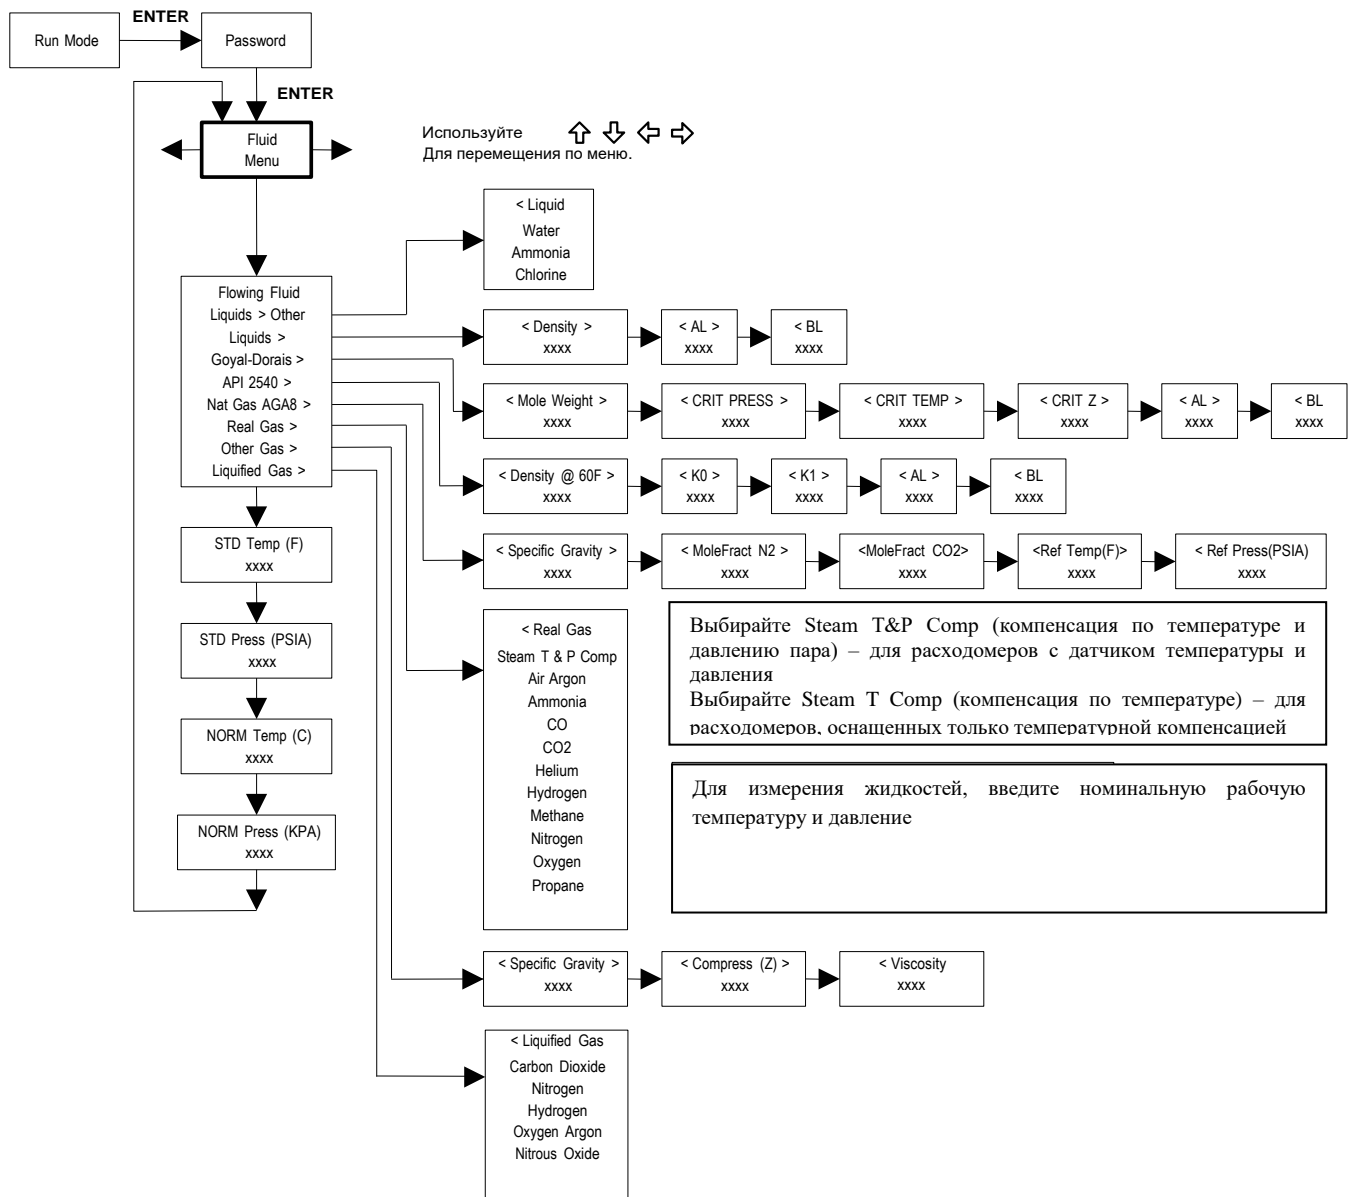 ENTER
Run Mode
Password
ENTER
Fluid
Menu
Используйте
Для перемещения по меню.
< Liquid
Water
Ammonia
Chlorine
Flowing Fluid
Liquids > Other
Liquids >
Goyal-Dorais >
API 2540 >
Nat Gas AGA8 >
Real Gas >
Other Gas >
Liquified Gas >
< Density >
xxxx
< AL >
xxxx
< BL
xxxx
< Mole Weight >
xxxx
< CRIT PRESS >
xxxx
< CRIT TEMP >
xxxx
< CRIT Z >
xxxx
< AL >
xxxx
< BL
xxxx
< Density @ 60F >
xxxx
< K0 >
xxxx
< K1 >
xxxx
< AL >
xxxx
< BL
xxxx
STD Temp (F)
xxxx
< Specific Gravity >
xxxx
< MoleFract N2 >
xxxx
<MoleFract CO2>
xxxx
<Ref Temp(F)>
xxxx
< Ref Press(PSIA)
xxxx
STD Press (PSIA)
xxxx
NORM Temp (C)
xxxx
NORM Press (KPA)
xxxx
< Real Gas
Steam T & P Comp
Air Argon
Ammonia
CO
CO2
Helium
Hydrogen
Methane
Nitrogen
Oxygen
Propane
Выбирайте Steam T&P Comp (компенсация по температуре и
давлению пара) – для расходомеров с датчиком температуры и
давления
Выбирайте Steam T Comp (компенсация по температуре) – для
расходомеров, оснащенных только температурной компенсацией
Для измерения жидкостей, введите номинальную рабочую
температуру и давление
< Specific Gravity >
xxxx
< Compress (Z) >
xxxx
< Viscosity
xxxx
< Liquified Gas
Carbon Dioxide
Nitrogen
Hydrogen
Oxygen Argon
Nitrous Oxide